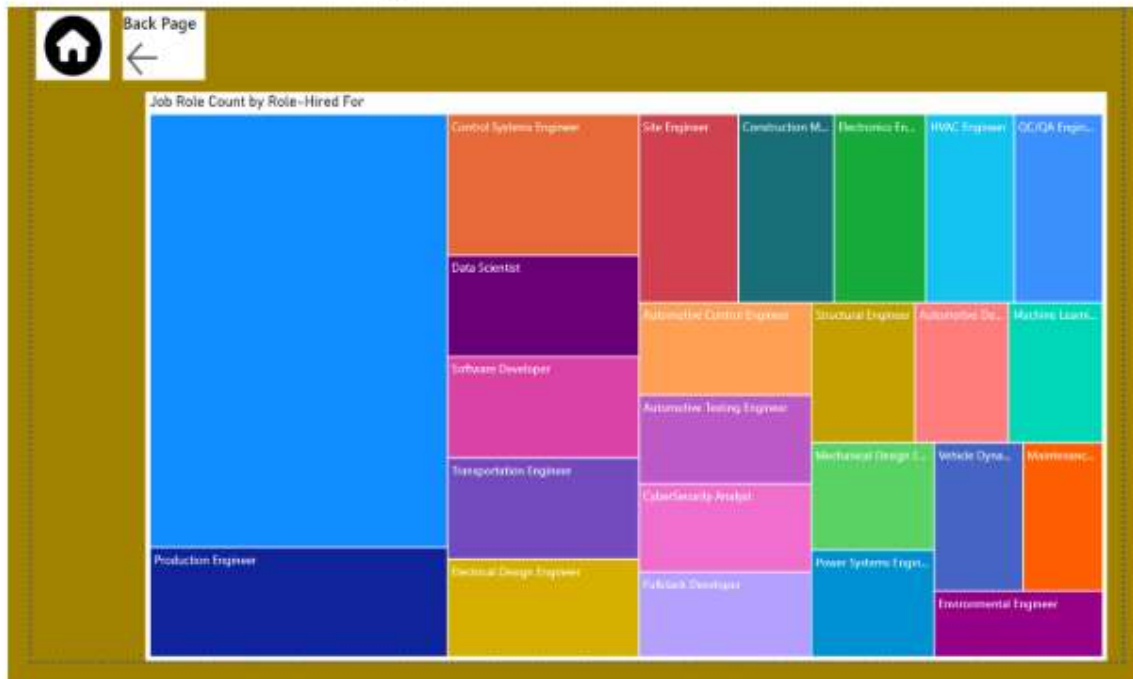 Back Page
Job Role Count by Role-Hired For
Control Systems Engineer
Site Engineer
Construction M...
Electronics En...
HVAC Engineer
QC/QA Engin...
Data Scientist
Automotive Control Engineer
Structural Engineer
Automotive De...
Machine Learni...
Software Developer
Automotive Testing Engineer
Mechanical Design E...
Vehicle Dyna...
Maintenanc...
Transportation Engineer
CyberSecurity Analyst
Production Engineer
Electrical Design Engineer
Fullstack Developer
Power Systems Engin...
Environmental Engineer